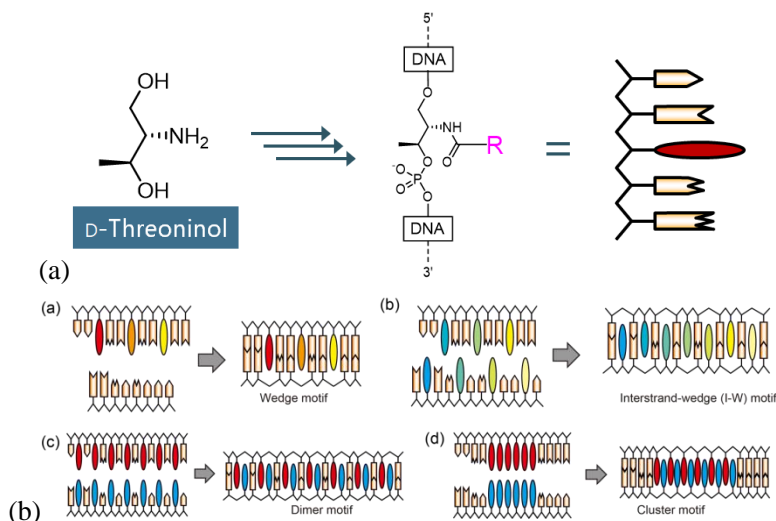 OH
NH₂
OH
D-Threoninol
5'
DNA
O
NH
R
O
O
O
-
P
O
O
DNA
3'
=
(a)
(a)
Wedge motif
(b)
Interstrand-wedge (I-W) motif
(c)
Dimer motif
(d)
Cluster motif
(b)